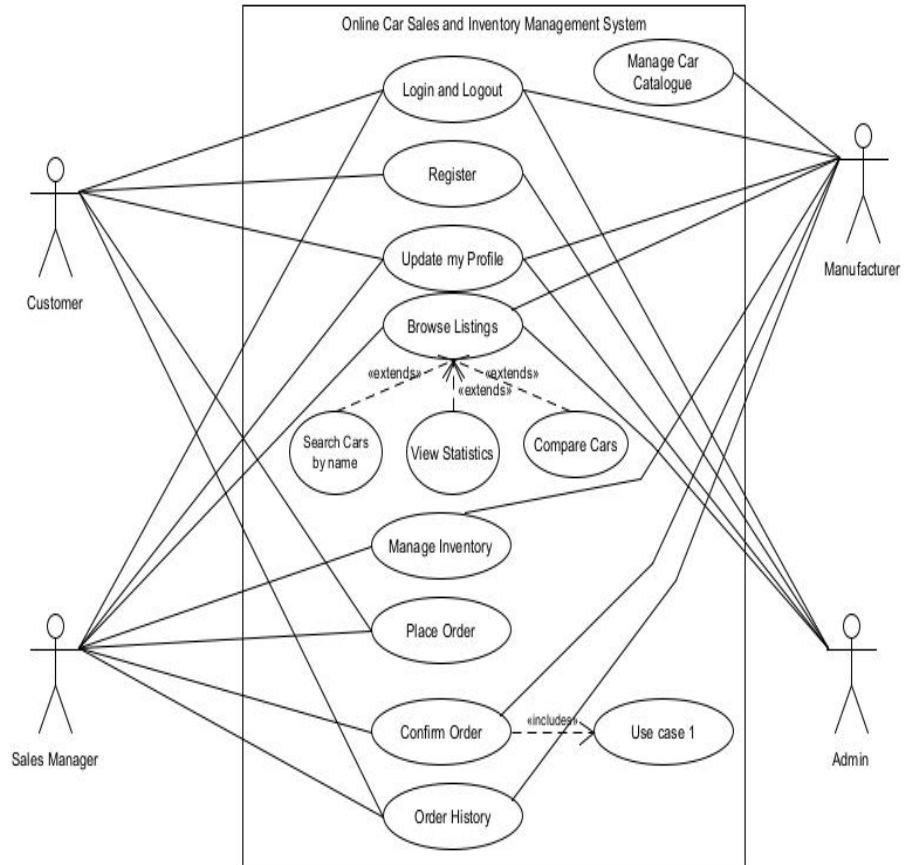 Online Car Sales and Inventory Management System
Manage Car
Catalogue
Login and Logout
Register
Update my Profile
Customer
Manufacturer
Browse Listings
«extends»
«extends»
«extends»
Search Cars
by name
View Statistics
Compare Cars
Manage Inventory
Place Order
Confirm Order
«includes»
Use case 1
Sales Manager
Admin
Order History